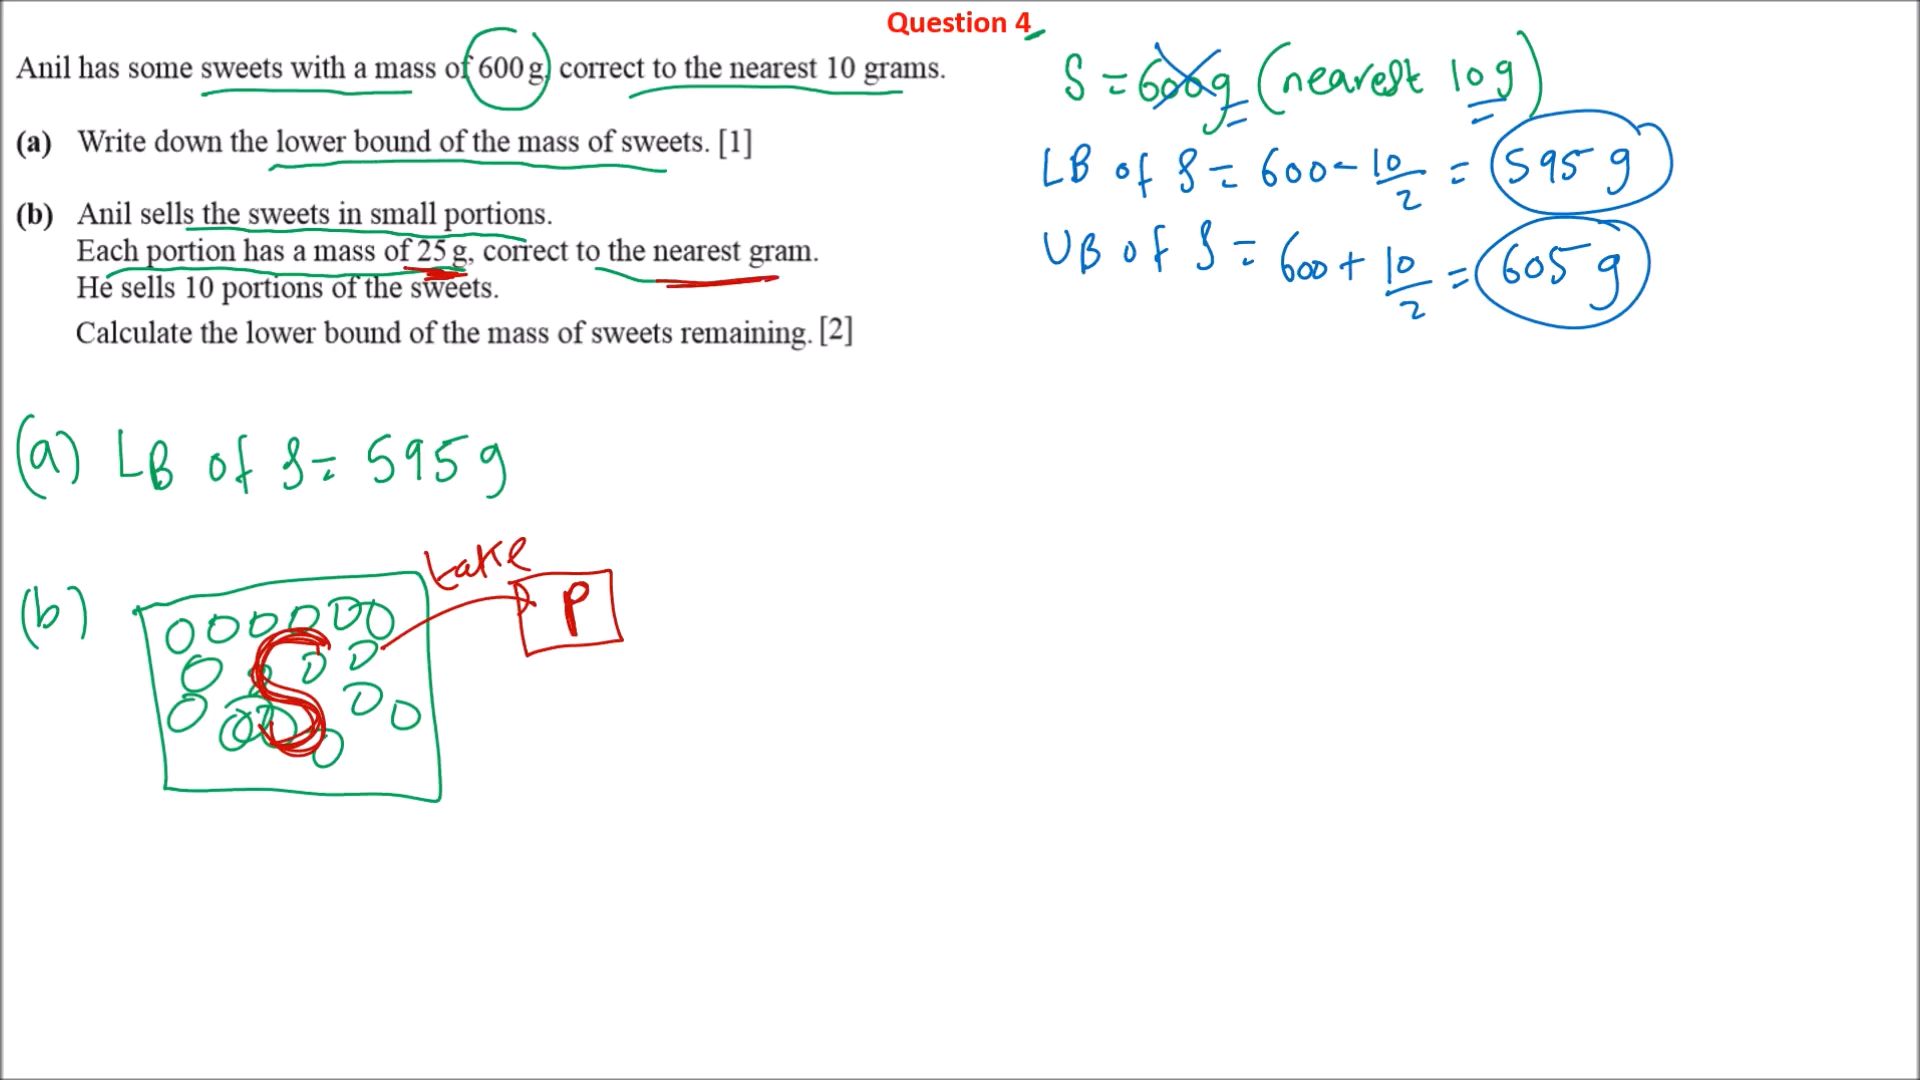 Question 4
Anil has some sweets with a mass of 600 g, correct to the nearest 10 grams.
(a) Write down the lower bound of the mass of sweets. [1]
(b) Anil sells the sweets in small portions.
Each portion has a mass of 25 g, correct to the nearest gram.
He sells 10 portions of the sweets.
Calculate the lower bound of the mass of sweets remaining. [2]
S = 600g (nearest 10g)
LB of S = 600 - 10/2 = 595 g
UB of S = 600 + 10/2 = 605 g
(a) LB of S = 595 g
(b)
take
P
S